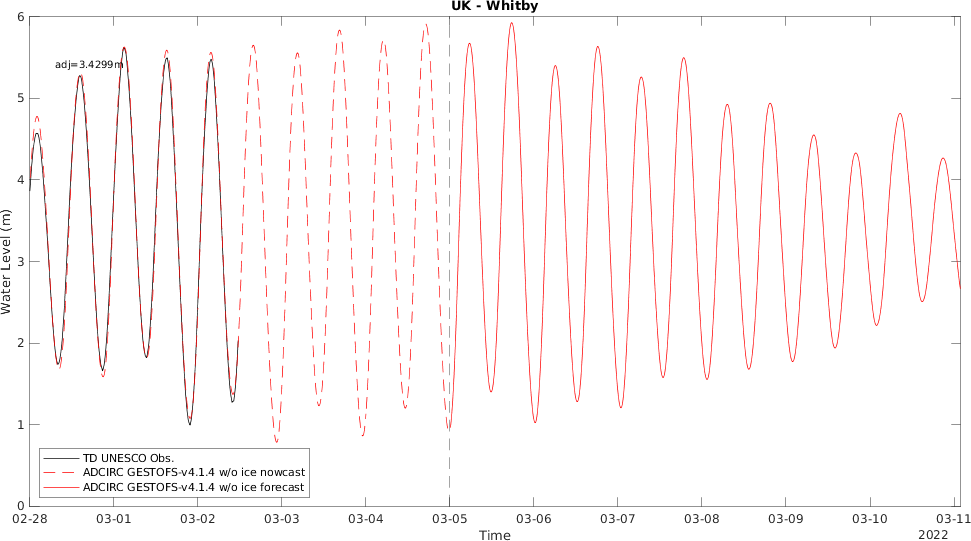 UK - Whitby
Water Level (m)
6
5
4
3
2
1
0
adj=3.4299m
TD UNESCO Obs.
ADCIRC GESTOFS-v4.1.4 w/o ice nowcast
ADCIRC GESTOFS-v4.1.4 w/o ice forecast
02-28 03-01 03-02 03-03 03-04 03-05 03-06 03-07 03-08 03-09 03-10 03-11
Time
2022